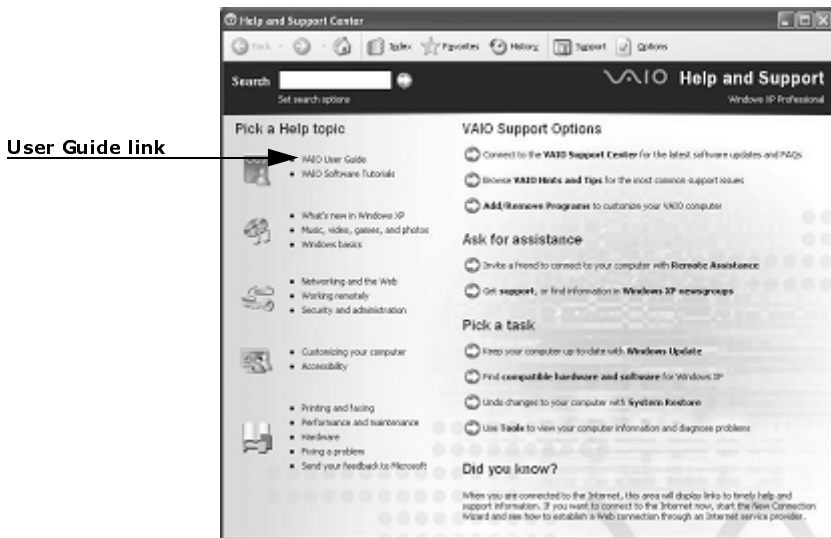 Help and Support Center
Back
Index Favorites History Support Options
Search
Set search options
VAIO Help and Support
Windows XP Professional
User Guide link
Pick a Help topic
VAIO User Guide
VAIO Software Tutorials
What's new in Windows XP
Music, video, games, and photos
Windows basics
Networking and the Web
Working remotely
Security and administration
Customizing your computer
Accessibility
Printing and faxing
Performance and maintenance
Hardware
Fixing a problem
Send your feedback to Microsoft
VAIO Support Options
Connect to the VAIO Support Center for the latest software updates and FAQs
Browse VAIO Hints and Tips for the most common support issues
Add/Remove Programs to customize your VAIO computer
Ask for assistance
Invite a friend to connect to your computer with Remote Assistance
Get support, or find information in Windows XP newsgroups
Pick a task
Keep your computer up-to-date with Windows Update
Find compatible hardware and software for Windows XP
Undo changes to your computer with System Restore
Use Tools to view your computer information and diagnose problems
Did you know?
When you are connected to the Internet, this area will display links to timely help and
support information. If you want to connect to the Internet now, start the New Connection
Wizard and see how to establish a Web connection through an Internet service provider.